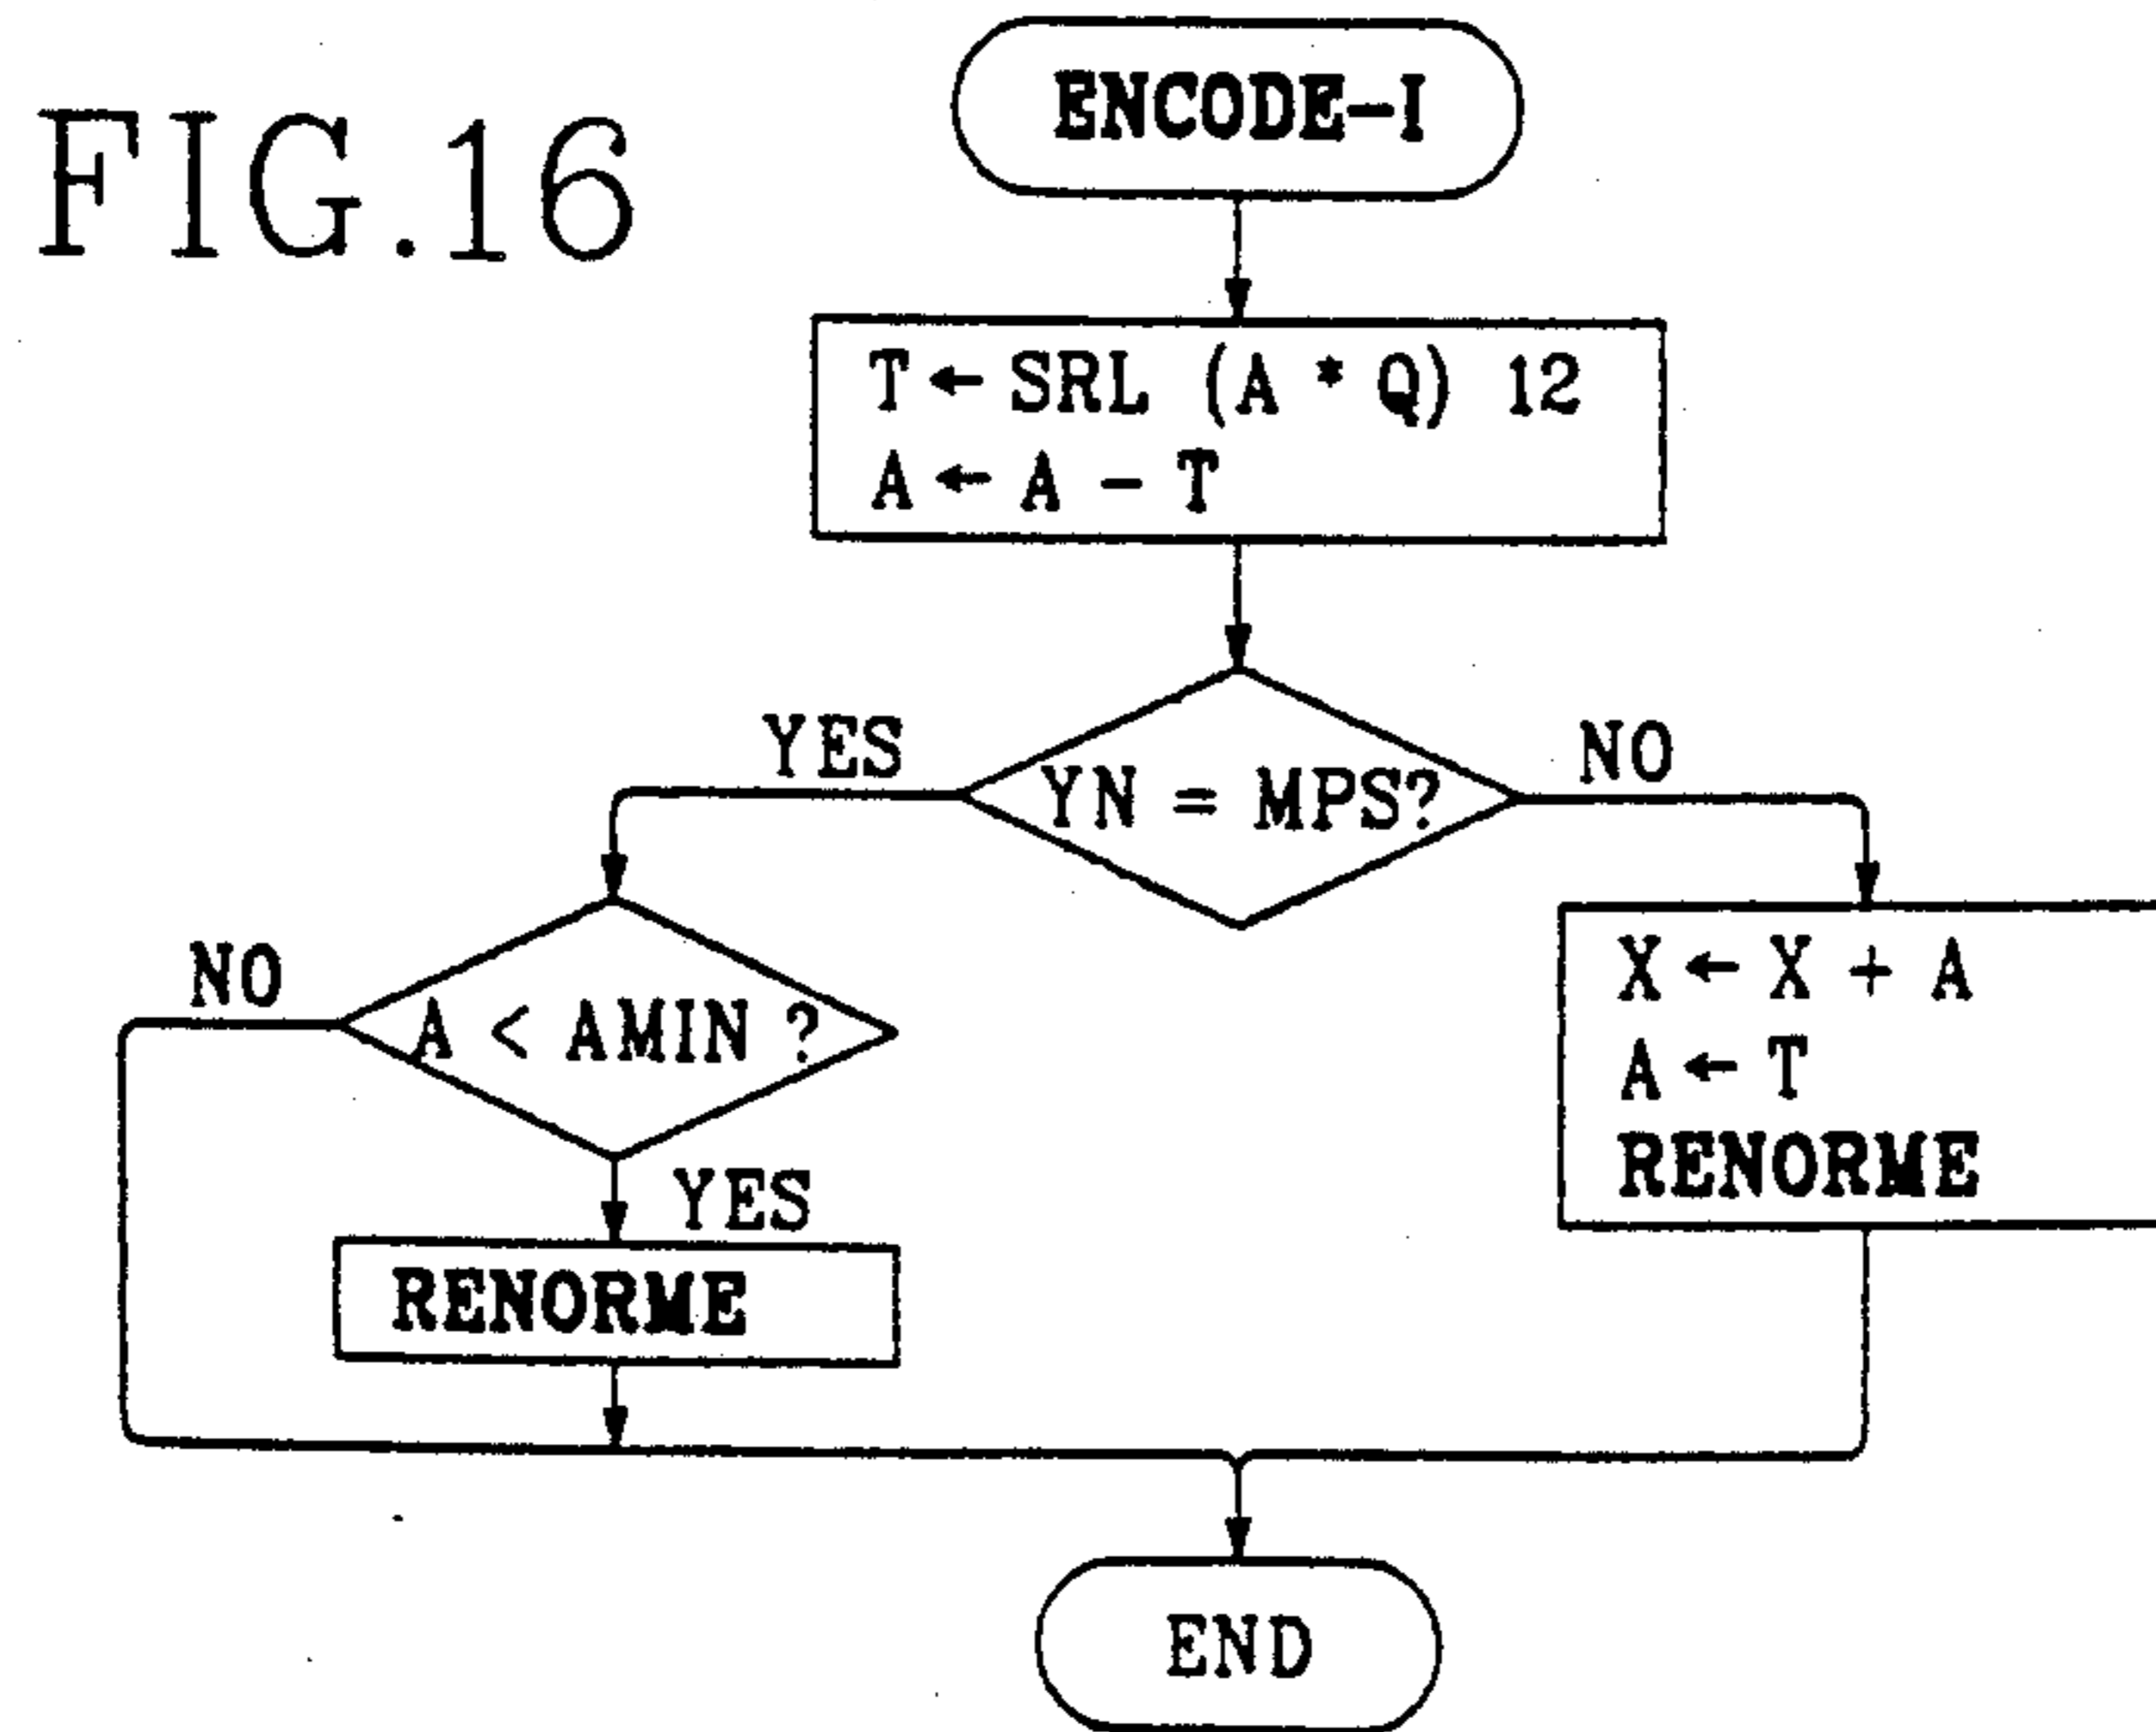 FIG.16
ENCODE-I
T ← SRL (A * Q) 12
A ← A - T
YES
YN = MPS?
NO
NO
A < AMIN ?
X ← X + A
A ← T
RENORME
YES
RENORME
END